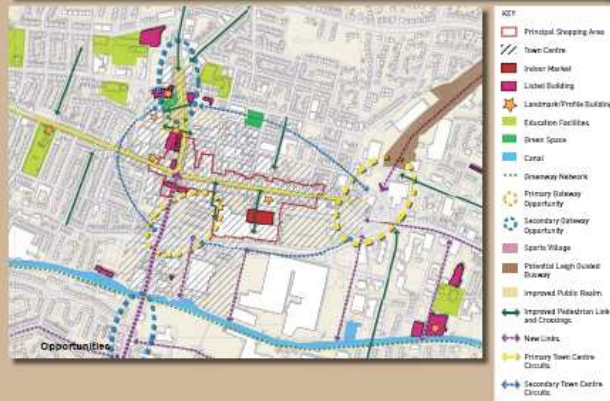 KEY
Principal Shopping Area
Town Centre
Indoor Market
Listed Building
Landmark/Profile Building
Education Facilities
Green Space
Canal
Greenway Network
Primary Gateway
Opportunity
Secondary Gateway
Opportunity
Sports Village
Potential Leigh Guided
Busway
Improved Public Realm
Improved Pedestrian Link
and Crossings
New Links
Primary Town Centre
Circuits
Secondary Town Centre
Circuits
Opportunities